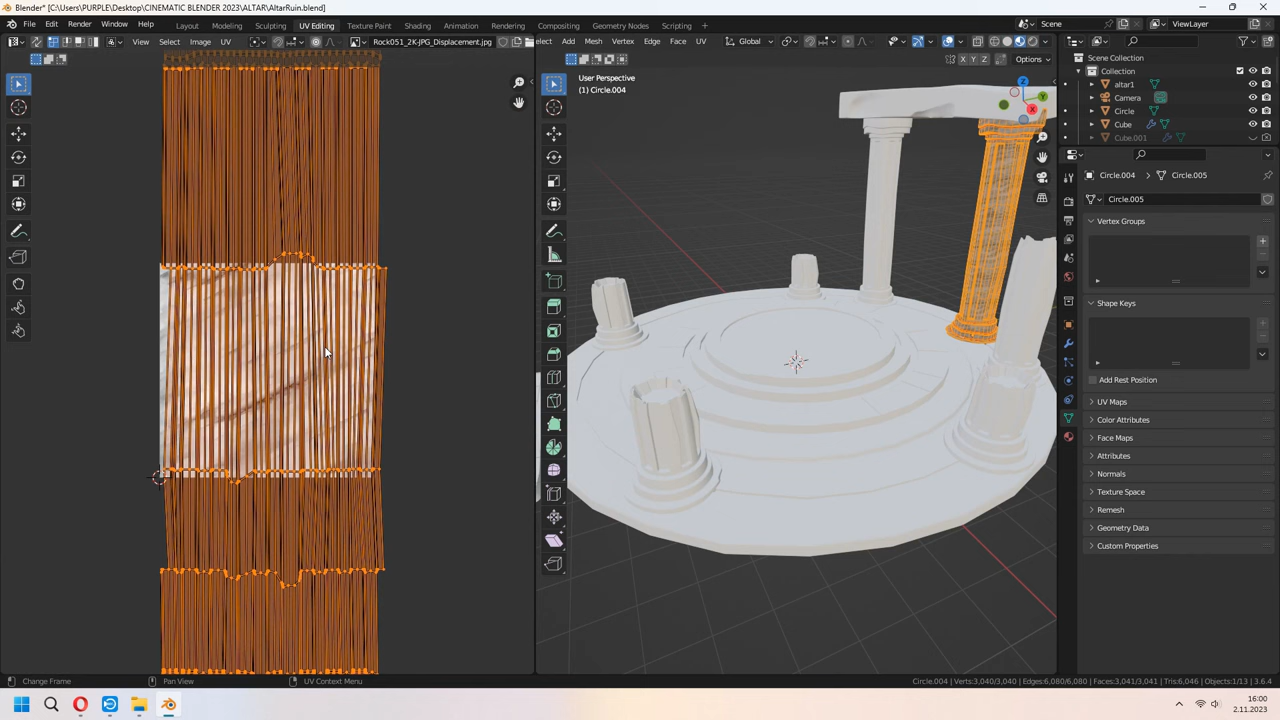 Blender* [C:\Users\PURPLE\Desktop\CINEMATIC BLENDER 2023\ALTAR\AltarRuin.blend]
File Edit Render Window Help Layout Modeling Sculpting UV Editing Texture Paint Shading Animation Rendering Compositing Geometry Nodes Scripting + Scene ViewLayer
View Select Image UV Rock051_2K-JPG_Displacement.jpg elect Add Mesh Vertex Edge Face UV Global
X Y Z Options
User Perspective
(1) Circle.004
Z
Y
X
Scene Collection
Collection
altar1
Camera
Circle
Cube
Cube.001
Circle.004 > Circle.005
Circle.005
Vertex Groups
Shape Keys
Add Rest Position
UV Maps
Color Attributes
Face Maps
Attributes
Normals
Texture Space
Remesh
Geometry Data
Custom Properties
Change Frame Pan View UV Context Menu Circle.004 | Verts:3,040/3,040 | Edges:6,080/6,080 | Faces:3,041/3,041 | Tris:6,046 | Objects:1/13 | 3.6.4
16:00
2.11.2023